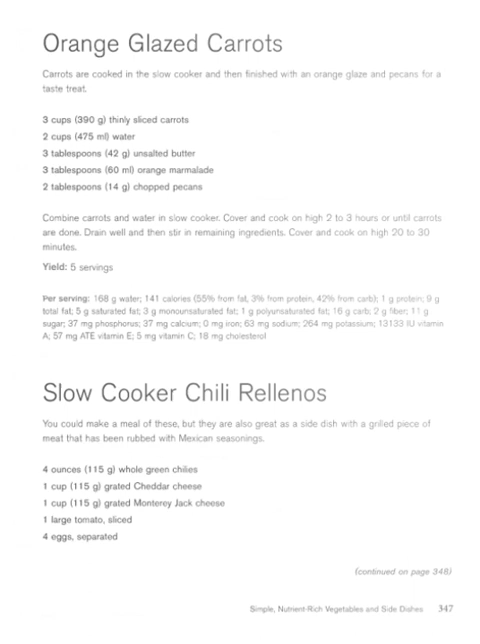 Orange Glazed Carrots
Carrots are cooked in the slow cooker and then finished with an orange glaze and pecans for a
taste treat.
3 cups (390 g) thinly sliced carrots
2 cups (475 ml) water
3 tablespoons (42 g) unsalted butter
3 tablespoons (60 ml) orange marmalade
2 tablespoons (14 g) chopped pecans
Combine carrots and water in slow cooker. Cover and cook on high 2 to 3 hours or until carrots
are done. Drain well and then stir in remaining ingredients. Cover and cook on high 20 to 30
minutes.
Yield: 5 servings
Per serving: 168 g water; 141 calories (55% from fat, 3% from protein, 42% from carb); 1 g protein; 9 g
total fat; 5 g saturated fat; 3 g monounsaturated fat; 1 g polyunsaturated fat; 16 g carb; 2 g fiber; 11 g
sugar; 37 mg phosphorus; 37 mg calcium; 0 mg iron; 63 mg sodium; 264 mg potassium; 13133 IU vitamin
A; 57 mg ATE vitamin E; 5 mg vitamin C; 18 mg cholesterol
Slow Cooker Chili Rellenos
You could make a meal of these, but they are also great as a side dish with a grilled piece of
meat that has been rubbed with Mexican seasonings.
4 ounces (115 g) whole green chilies
1 cup (115 g) grated Cheddar cheese
1 cup (115 g) grated Monterey Jack cheese
1 large tomato, sliced
4 eggs, separated
(continued on page 348)
Simple, Nutrient-Rich Vegetables and Side Dishes 347